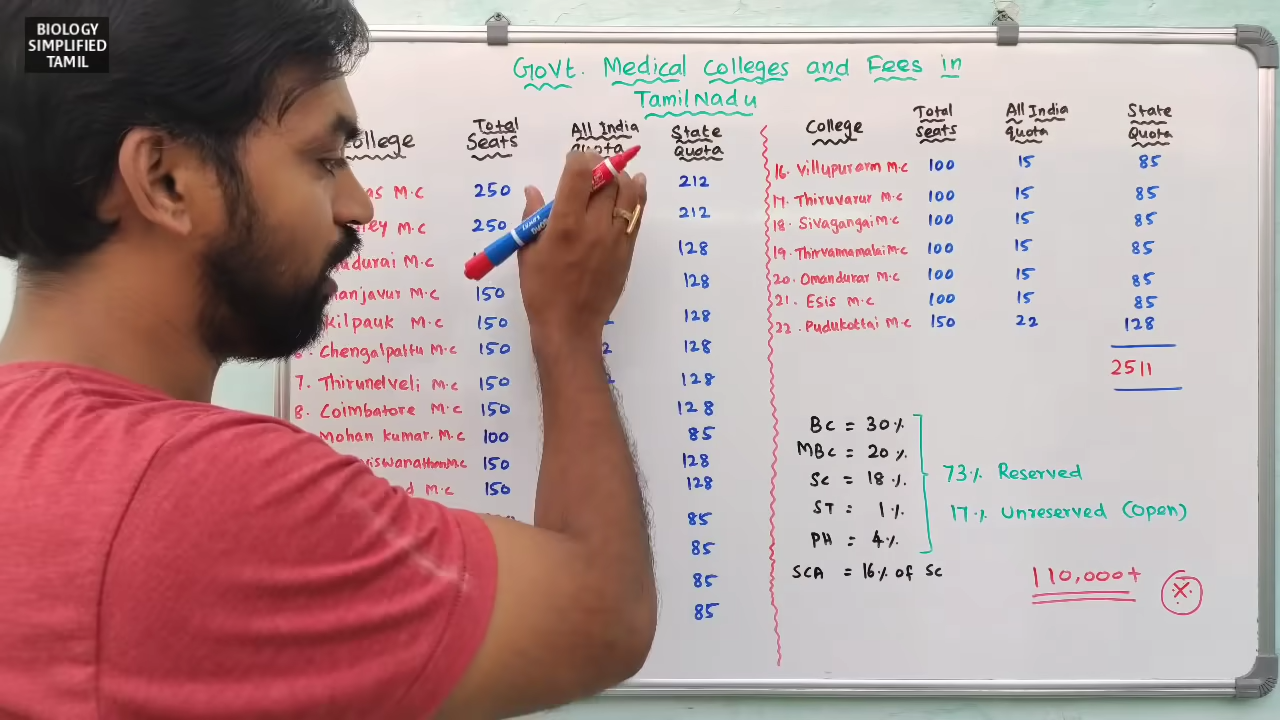 BIOLOGY
SIMPLIFIED
TAMIL
Govt. Medical Colleges and Fees in
TamilNadu
Total Seats All India quota State Quota
M.C 250 212
M.C 250 212
M.C 128
150 128
kilpauk M.C 150 128
Chengalpattu M.C 150 128
7. Thirunelveli M.C 150 128
8. Coimbatore M.C 150 128
Mohan kumar. M.C 100 85
M.C 150 128
M.C 150 128
85
85
85
85
College Total seats All India quota State Quota
16. Villupuram M.C 100 15 85
17. Thiruvarur M.C 100 15 85
18. Sivagangai M.C 100 15 85
19. Thiruvannamalai M.C 100 15 85
20. Omandurar M.C 100 15 85
21. Esis M.C 100 15 85
22. Pudukottai M.C 150 22 128
2511
BC = 30%
MBC = 20%
SC = 18%
ST = 1%
PH = 4%
SCA = 16% of SC
73% Reserved
17% Unreserved (open)
110,000+